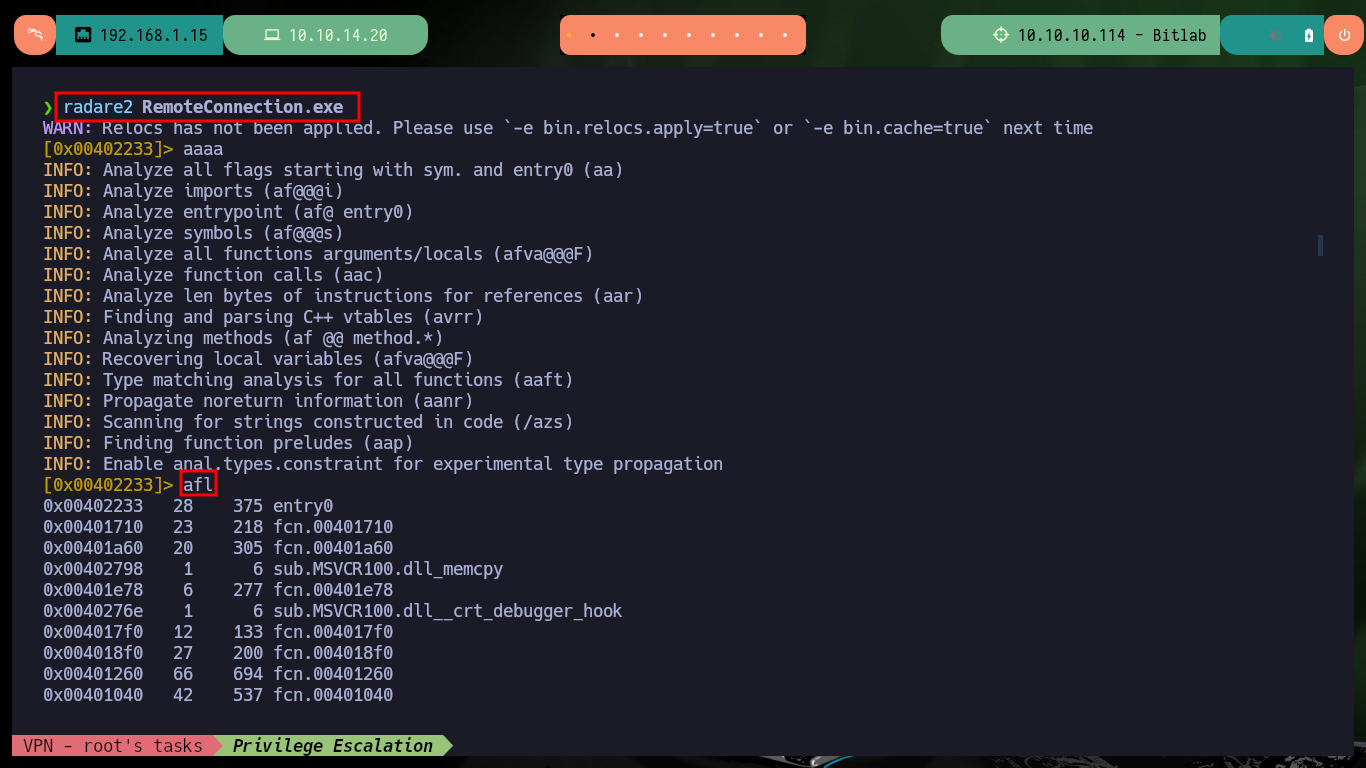 192.168.1.15 10.10.14.20 10.10.10.114 - Bitlab
❯ radare2 RemoteConnection.exe
WARN: Relocs has not been applied. Please use `-e bin.relocs.apply=true` or `-e bin.cache=true` next time
[0x00402233]> aaaa
INFO: Analyze all flags starting with sym. and entry0 (aa)
INFO: Analyze imports (af@@@i)
INFO: Analyze entrypoint (af@ entry0)
INFO: Analyze symbols (af@@@s)
INFO: Analyze all functions arguments/locals (afva@@@F)
INFO: Analyze function calls (aac)
INFO: Analyze len bytes of instructions for references (aar)
INFO: Finding and parsing C++ vtables (avrr)
INFO: Analyzing methods (af @@ method.*)
INFO: Recovering local variables (afva@@@F)
INFO: Type matching analysis for all functions (aaft)
INFO: Propagate noreturn information (aanr)
INFO: Scanning for strings constructed in code (/azs)
INFO: Finding function preludes (aap)
INFO: Enable anal.types.constraint for experimental type propagation
[0x00402233]> afl
0x00402233   28    375 entry0
0x00401710   23    218 fcn.00401710
0x00401a60   20    305 fcn.00401a60
0x00402798    1      6 sub.MSVCR100.dll_memcpy
0x00401e78    6    277 fcn.00401e78
0x0040276e    1      6 sub.MSVCR100.dll__crt_debugger_hook
0x004017f0   12    133 fcn.004017f0
0x004018f0   27    200 fcn.004018f0
0x00401260   66    694 fcn.00401260
0x00401040   42    537 fcn.00401040
VPN - root's tasks Privilege Escalation